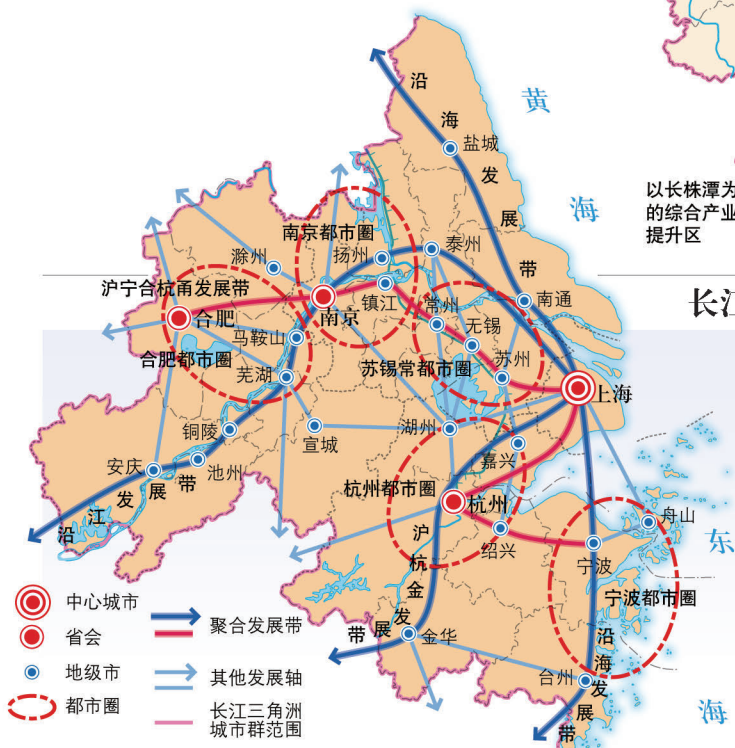 黄
海
东
海
以长株潭为
的综合产业
提升区
长江
沿海发展带
盐城
南京都市圈
扬州
泰州
滁州
沪宁合杭甬发展带
镇江
南通
合肥
南京
常州
马鞍山
无锡
合肥都市圈
苏州
芜湖
苏锡常都市圈
上海
铜陵
宣城
湖州
嘉兴
安庆
池州
杭州都市圈
杭州
舟山
沿江发展带
绍兴
宁波
沪杭金发展带
宁波都市圈
金华
台州
沿海发展带
中心城市
省会
地级市
都市圈
聚合发展带
其他发展轴
长江三角洲
城市群范围